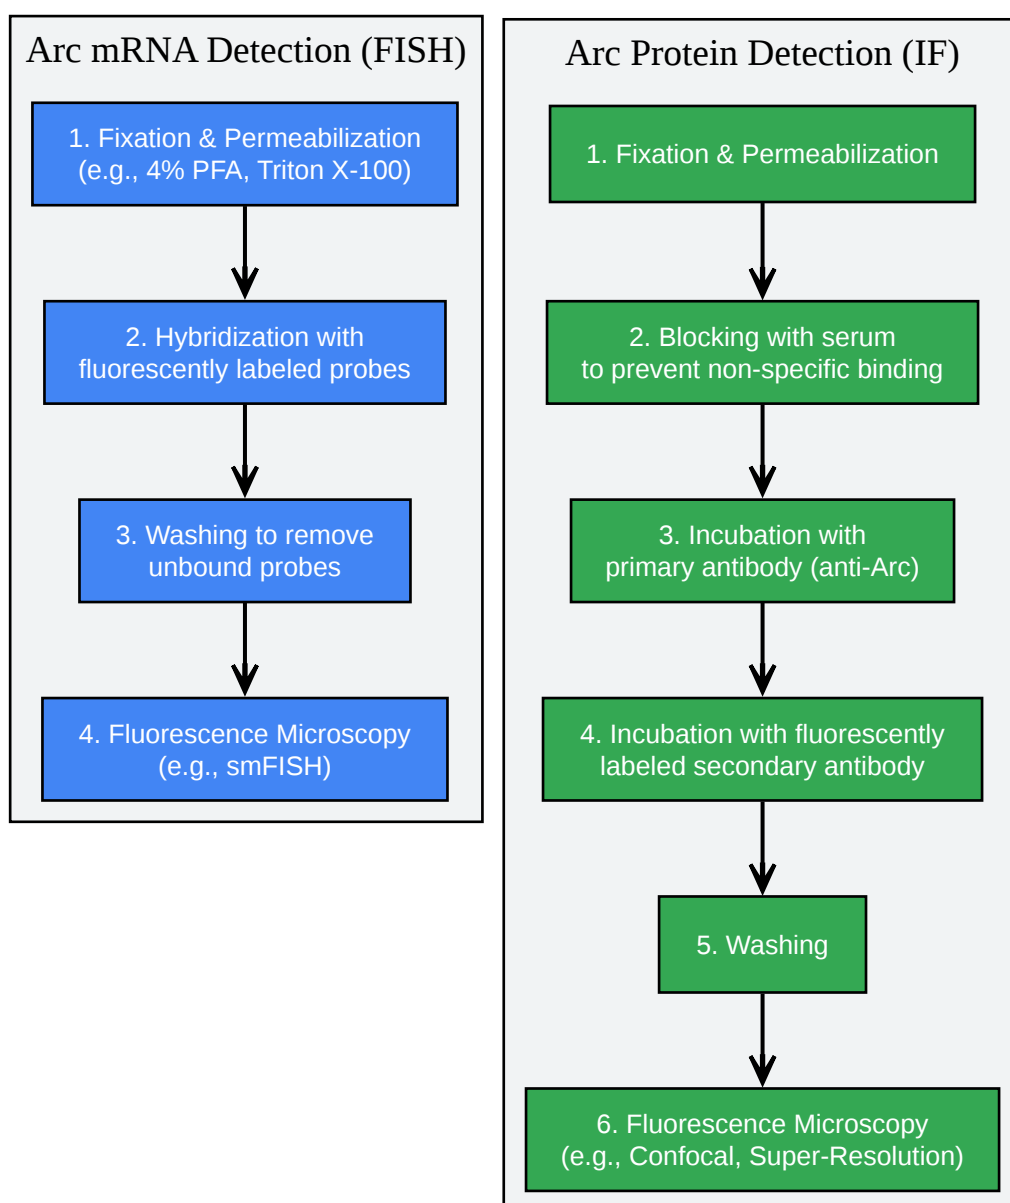 Arc mRNA Detection (FISH)
1. Fixation & Permeabilization
(e.g., 4% PFA, Triton X-100)
2. Hybridization with
fluorescently labeled probes
3. Washing to remove
unbound probes
4. Fluorescence Microscopy
(e.g., smFISH)
Arc Protein Detection (IF)
1. Fixation & Permeabilization
2. Blocking with serum
to prevent non-specific binding
3. Incubation with
primary antibody (anti-Arc)
4. Incubation with fluorescently
labeled secondary antibody
5. Washing
6. Fluorescence Microscopy
(e.g., Confocal, Super-Resolution)